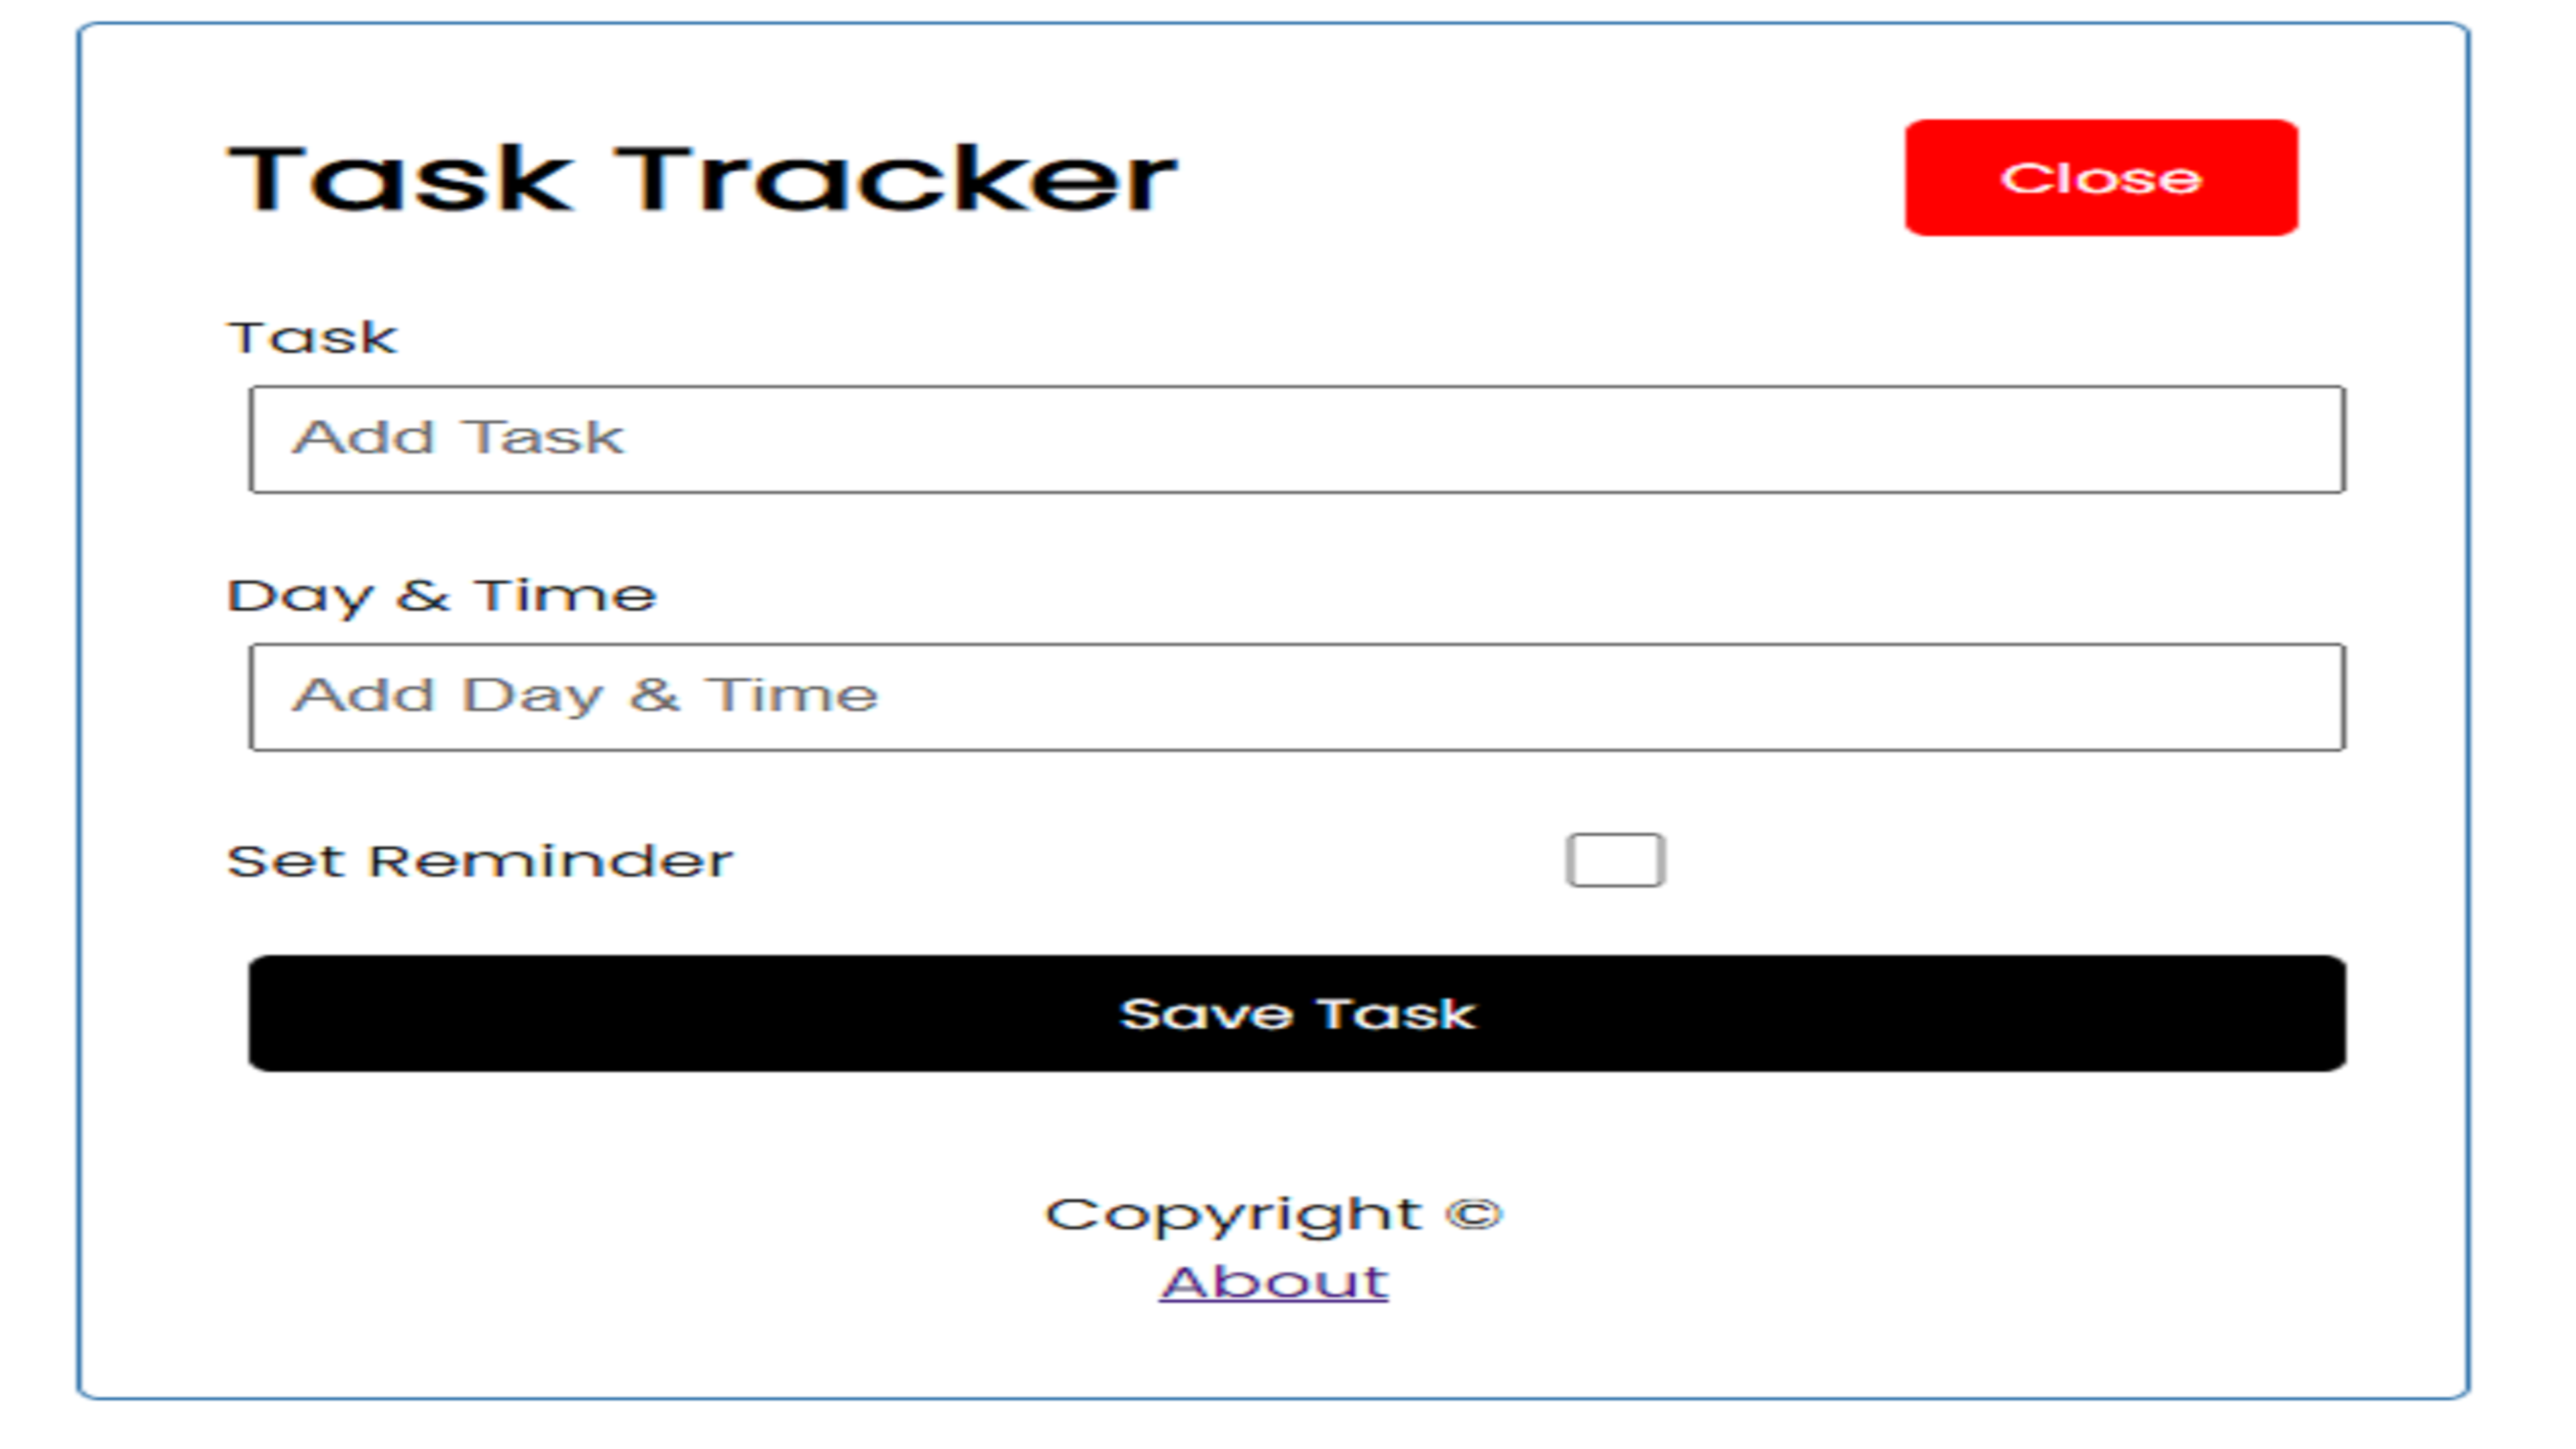 Task Tracker
Close
Task
Add Task
Day & Time
Add Day & Time
Set Reminder
Save Task
Copyright ©
About